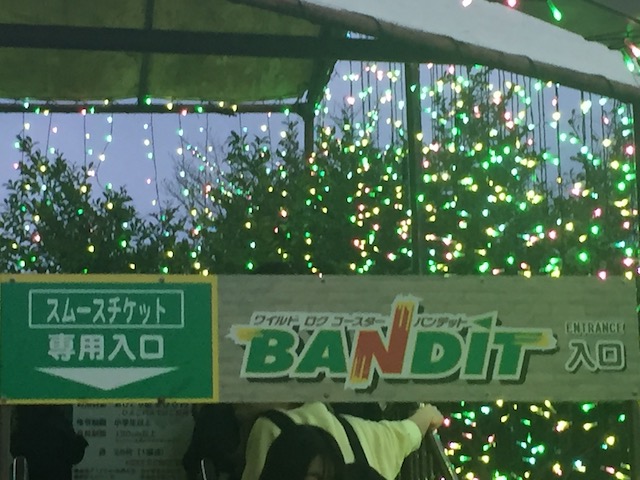 スムースチケット
専用入口
ワイルド ログ コースター バンデット
BANDIT
ENTRANCE
入口